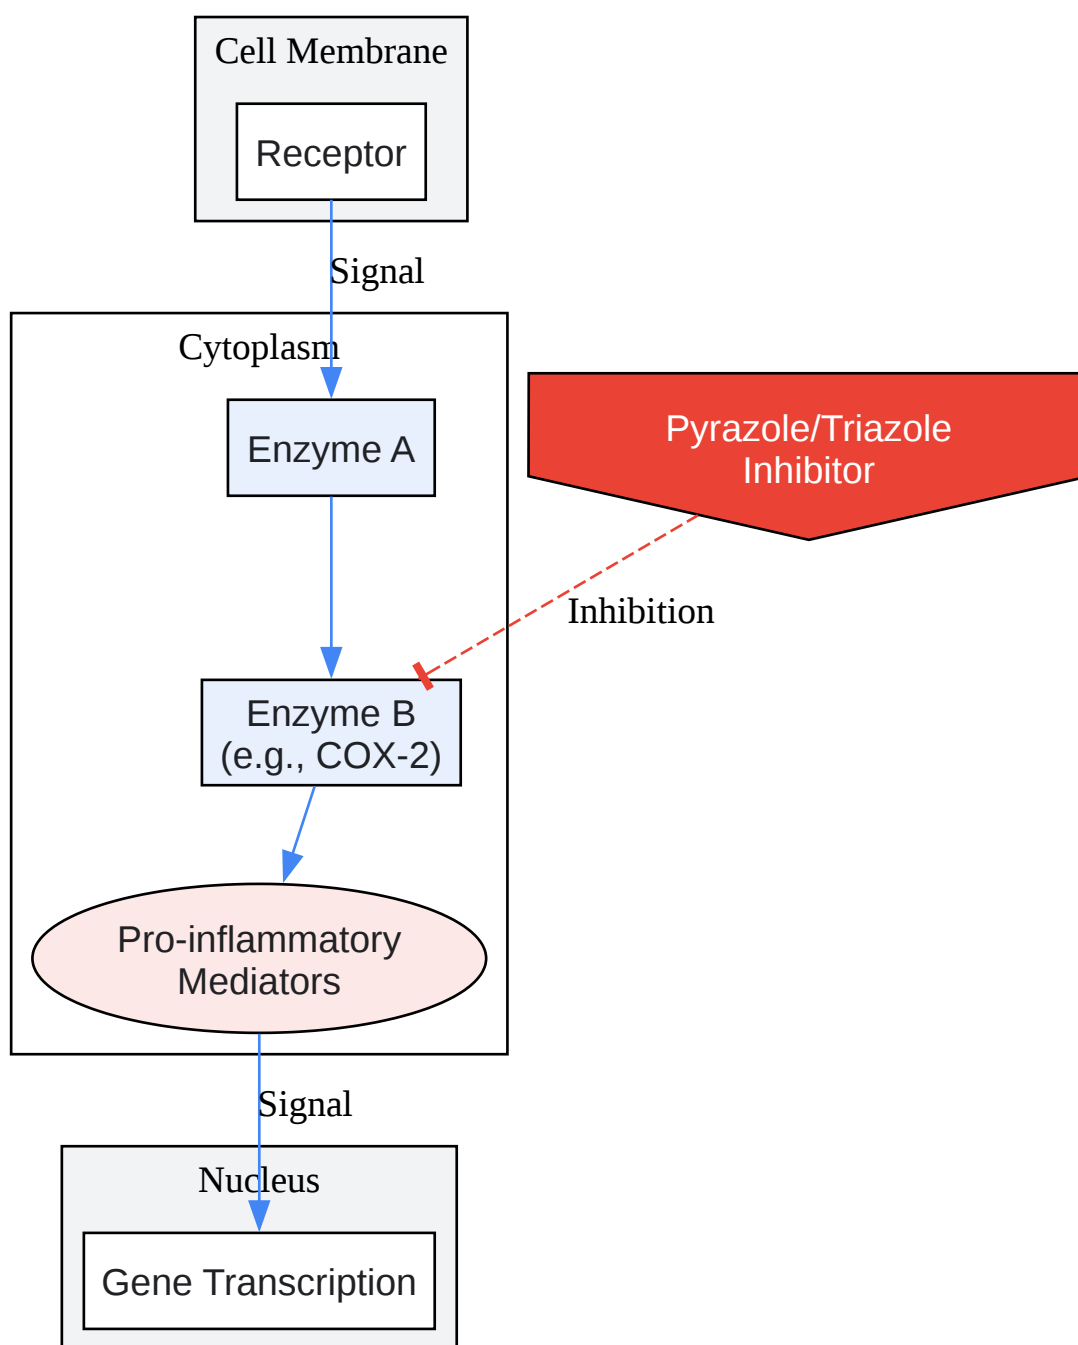 Cell Membrane
Receptor
Signal
Cytoplasm
Enzyme A
Pyrazole/Triazole
Inhibitor
Inhibition
Enzyme B
(e.g., COX-2)
Pro-inflammatory
Mediators
Signal
Nucleus
Gene Transcription